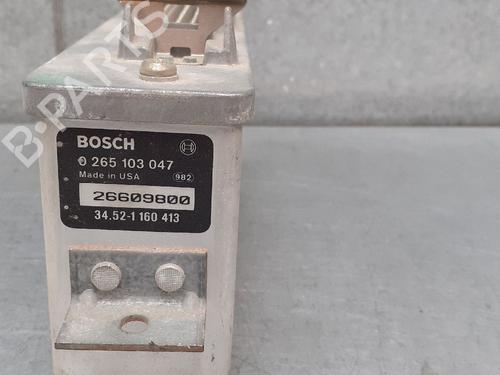 B-PARTS
BOSCH
0 265 103 047
Made in USA 982
26609800
34.52-1 160 413